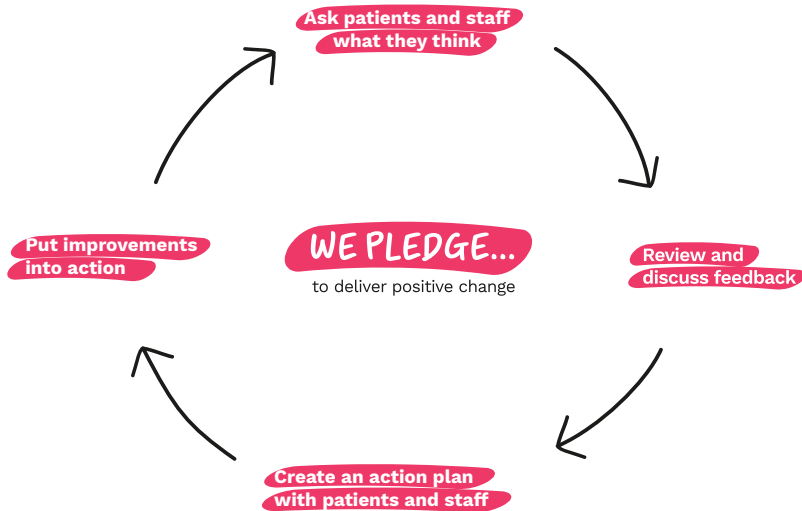 Ask patients and staff
what they think
Put improvements
into action
WE PLEDGE...
to deliver positive change
Review and
discuss feedback
Create an action plan
with patients and staff